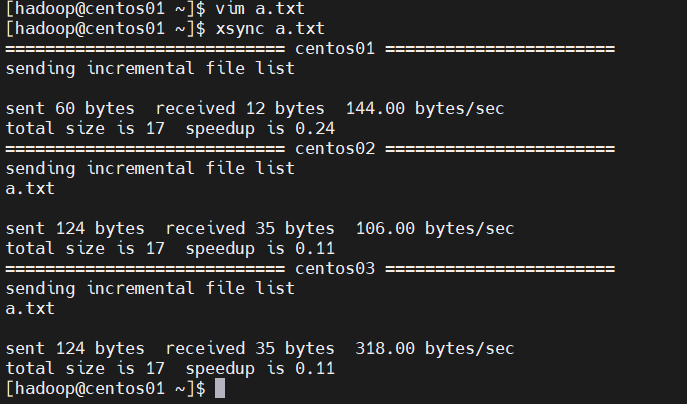 [hadoop@centos01 ~]$ vim a.txt
[hadoop@centos01 ~]$ xsync a.txt
============================ centos01 =======================
sending incremental file list

sent 60 bytes  received 12 bytes  144.00 bytes/sec
total size is 17  speedup is 0.24
============================ centos02 =======================
sending incremental file list
a.txt

sent 124 bytes  received 35 bytes  106.00 bytes/sec
total size is 17  speedup is 0.11
============================ centos03 =======================
sending incremental file list
a.txt

sent 124 bytes  received 35 bytes  318.00 bytes/sec
total size is 17  speedup is 0.11
[hadoop@centos01 ~]$